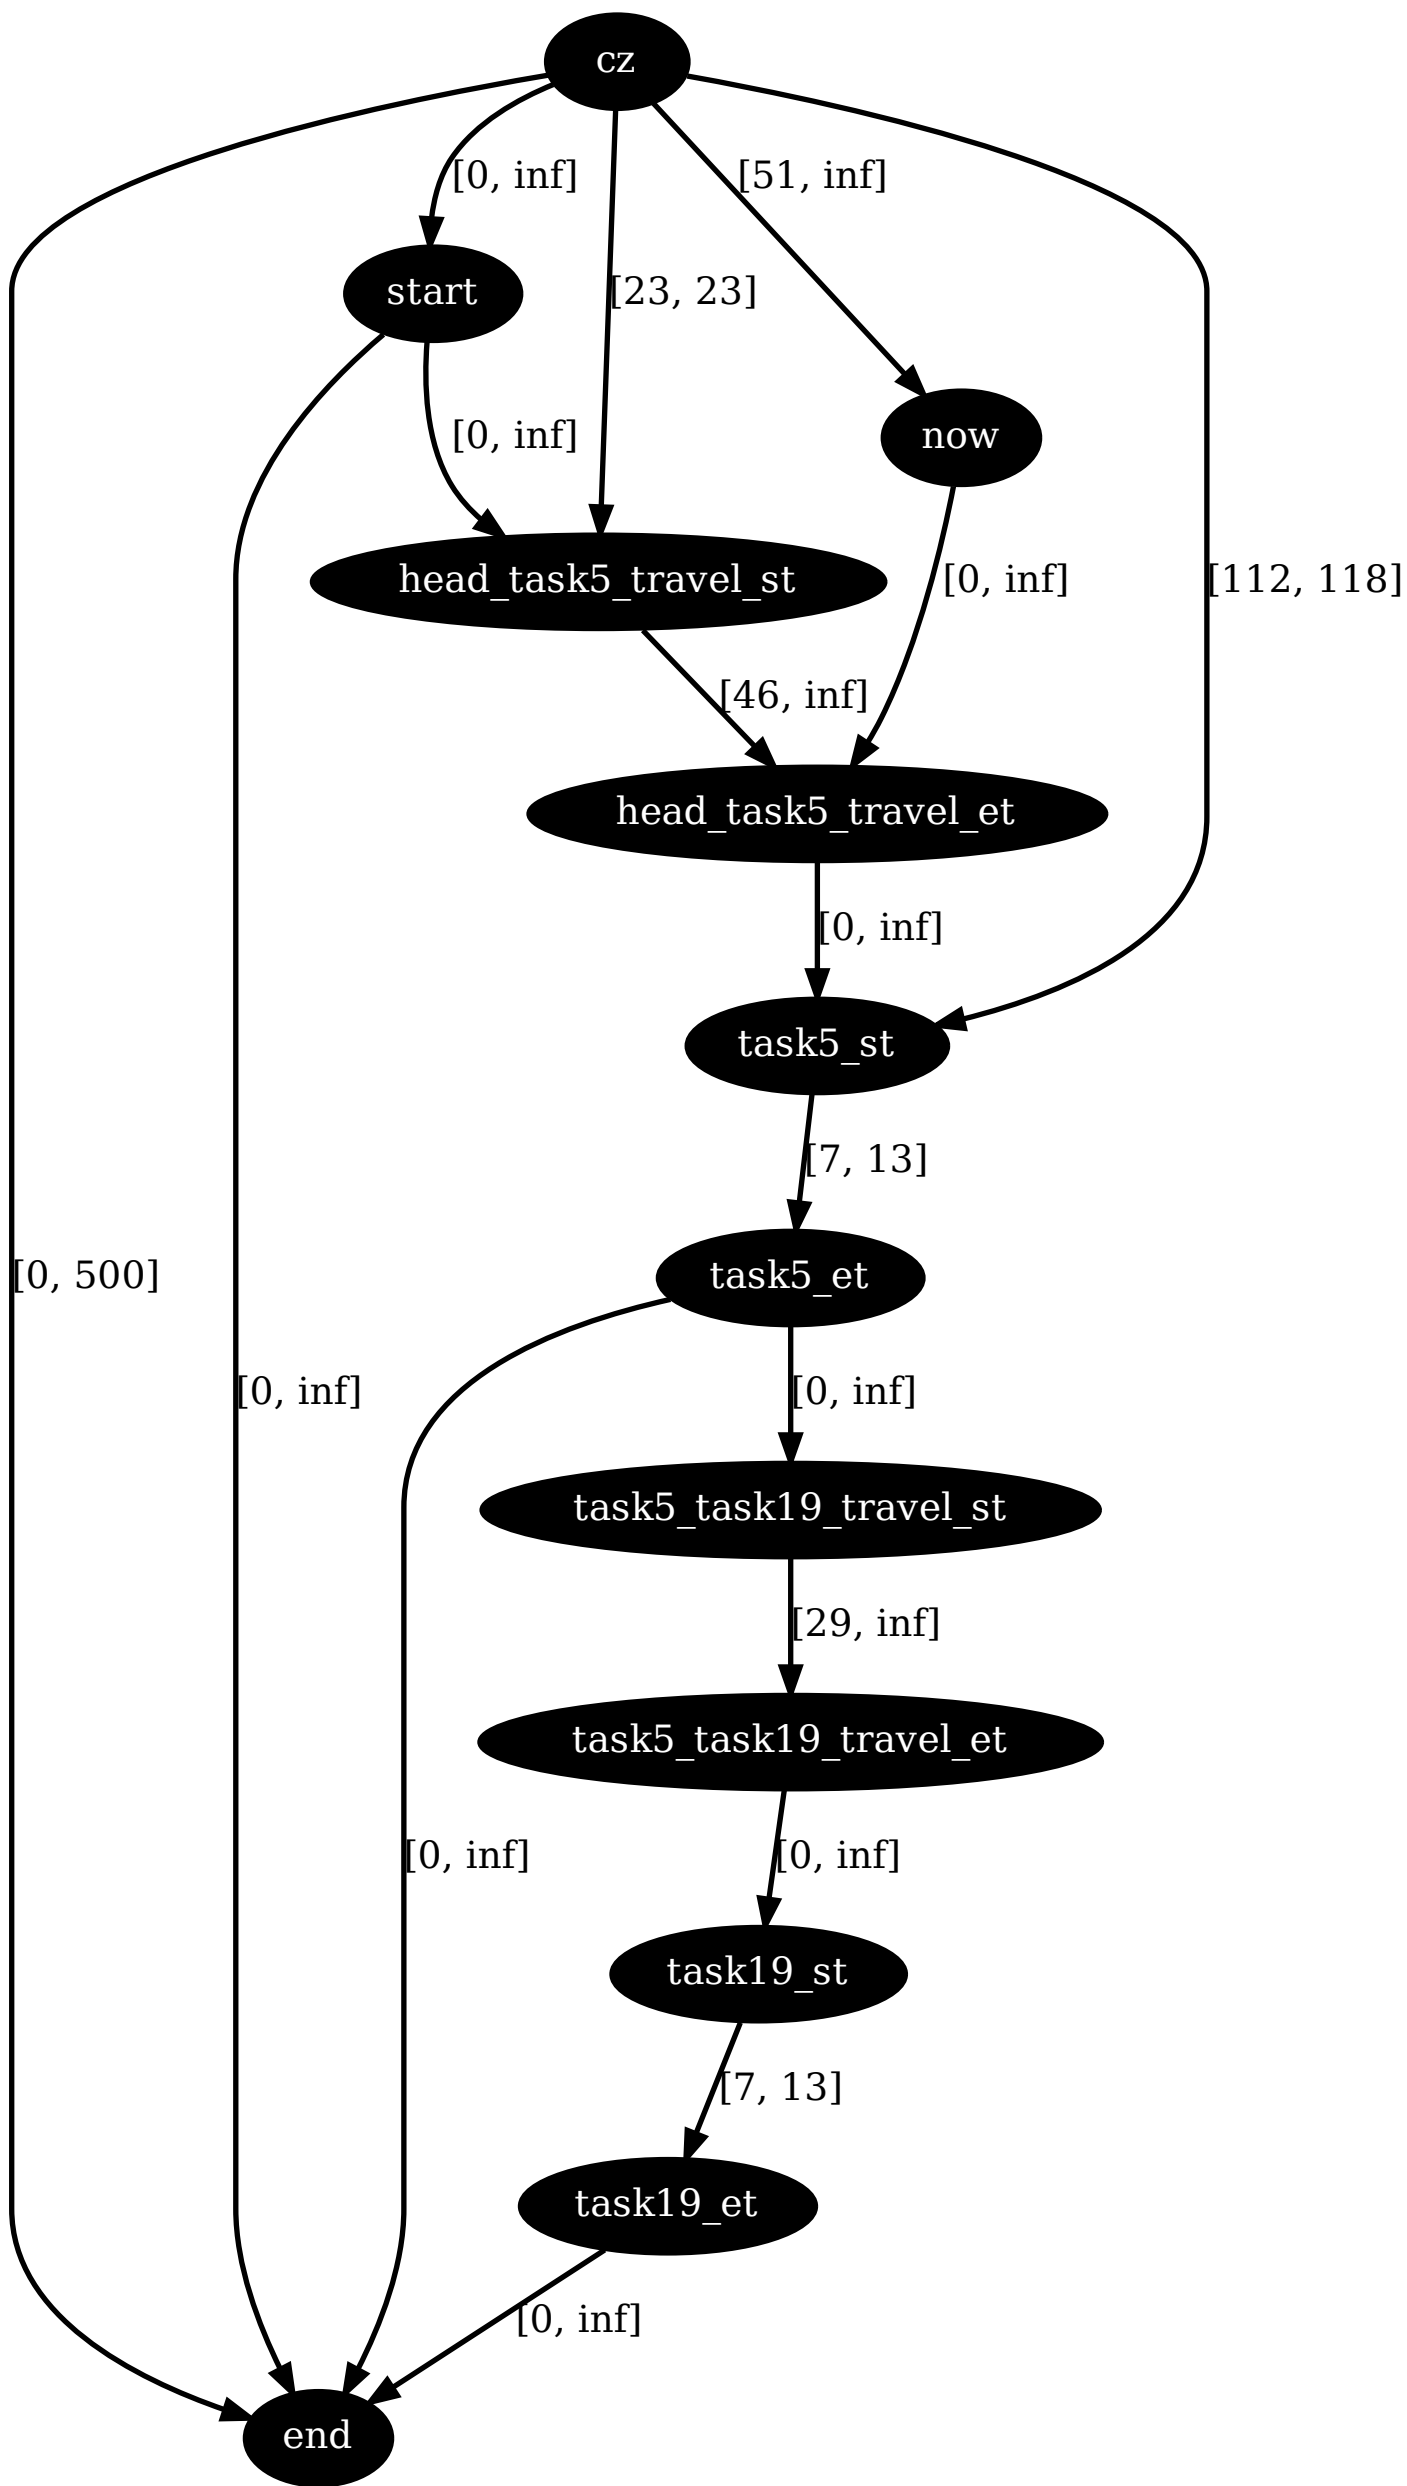 cz
[0, inf]
[51, inf]
start
[23, 23]
now
[0, inf]
head_task5_travel_st
[0, inf]
[112, 118]
[46, inf]
head_task5_travel_et
[0, inf]
task5_st
[7, 13]
task5_et
[0, 500]
[0, inf]
[0, inf]
task5_task19_travel_st
[29, inf]
task5_task19_travel_et
[0, inf]
[0, inf]
task19_st
[7, 13]
task19_et
[0, inf]
end